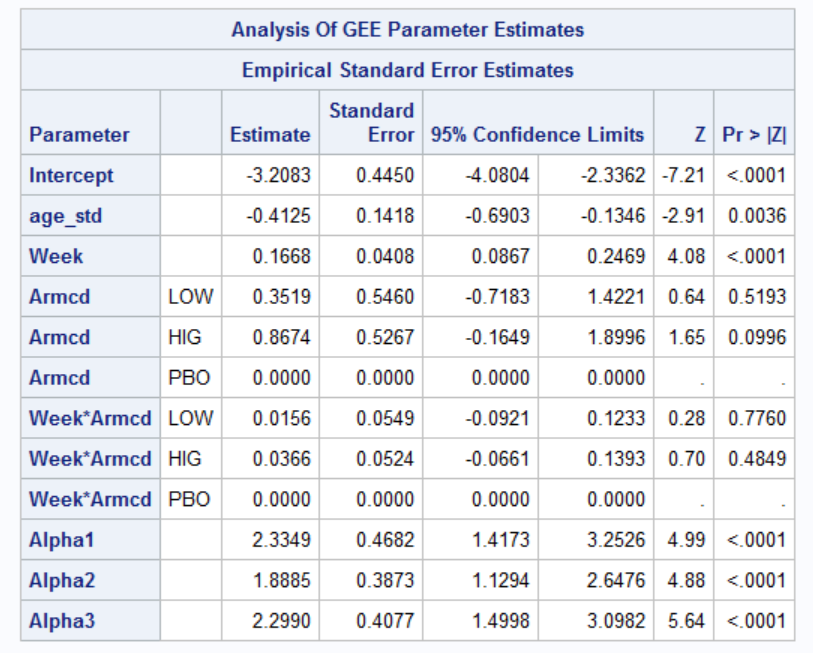 Analysis Of GEE Parameter Estimates
Empirical Standard Error Estimates
Parameter Estimate Standard Error 95% Confidence Limits Z Pr > |Z|
Intercept -3.2083 0.4450 -4.0804 -2.3362 -7.21 <.0001
age_std -0.4125 0.1418 -0.6903 -0.1346 -2.91 0.0036
Week 0.1668 0.0408 0.0867 0.2469 4.08 <.0001
Armcd LOW 0.3519 0.5460 -0.7183 1.4221 0.64 0.5193
Armcd HIG 0.8674 0.5267 -0.1649 1.8996 1.65 0.0996
Armcd PBO 0.0000 0.0000 0.0000 0.0000 . .
Week*Armcd LOW 0.0156 0.0549 -0.0921 0.1233 0.28 0.7760
Week*Armcd HIG 0.0366 0.0524 -0.0661 0.1393 0.70 0.4849
Week*Armcd PBO 0.0000 0.0000 0.0000 0.0000 . .
Alpha1 2.3349 0.4682 1.4173 3.2526 4.99 <.0001
Alpha2 1.8885 0.3873 1.1294 2.6476 4.88 <.0001
Alpha3 2.2990 0.4077 1.4998 3.0982 5.64 <.0001